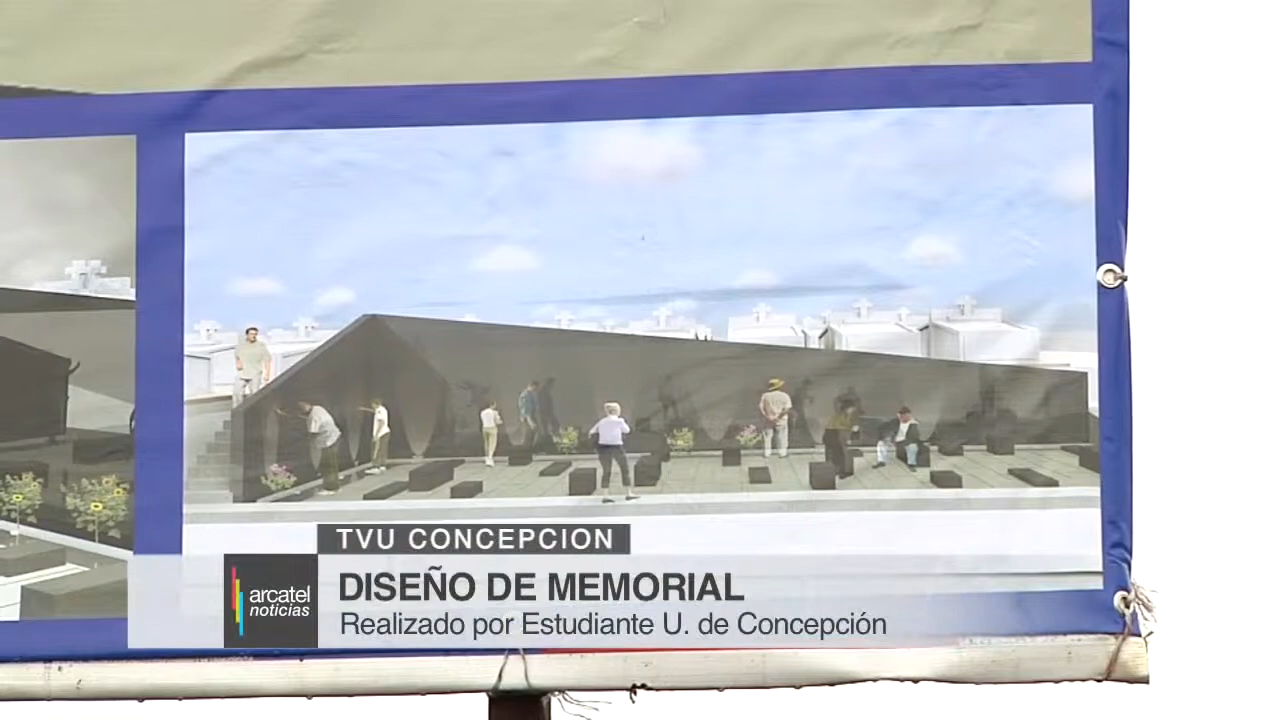 TVU CONCEPCION
arcatel
noticias
DISEÑO DE MEMORIAL
Realizado por Estudiante U. de Concepción